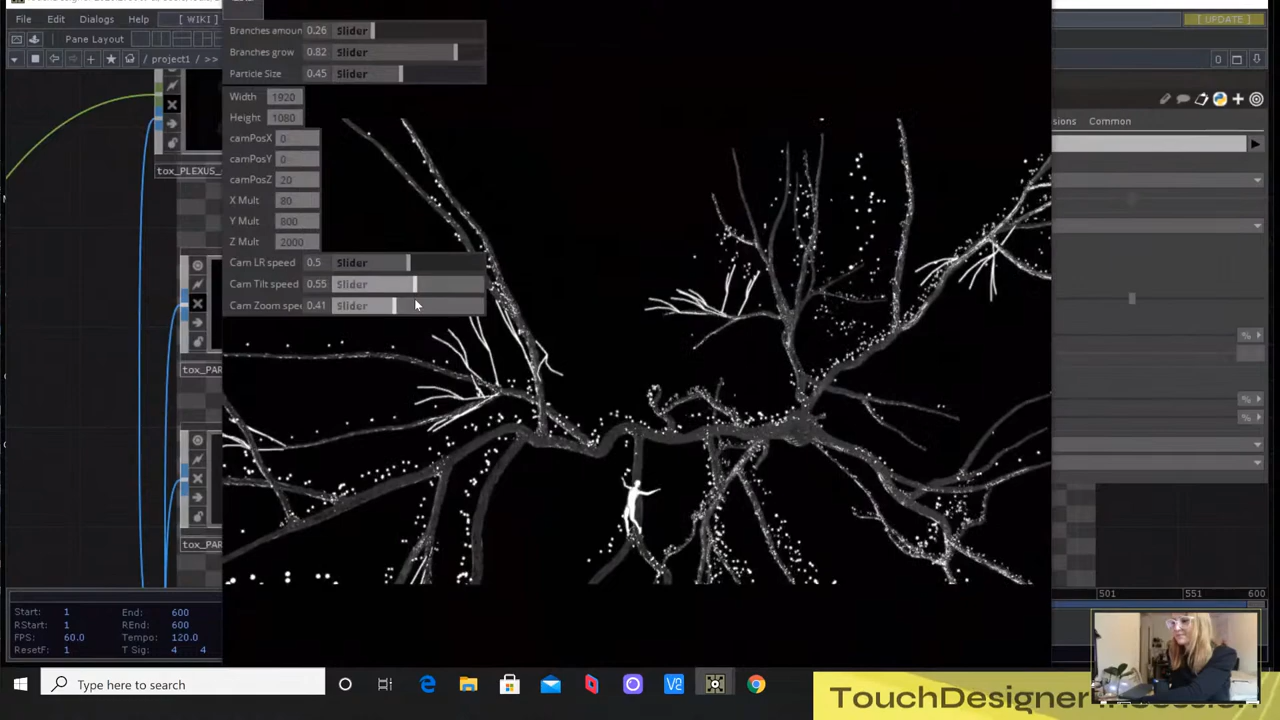 File Edit Dialogs Help [ WIKI ]
[ UPDATE ]
Pane Layout
/ project1 / >>
0
Branches amoun 0.26 Slider
Branches grow 0.82 Slider
Particle Size 0.45 Slider
Width 1920
Height 1080
camPosX 0
camPosY 0
camPosZ 20
X Mult 80
Y Mult 800
Z Mult 2000
Cam LR speed 0.5 Slider
Cam Tilt speed 0.55 Slider
Cam Zoom spee 0.41 Slider
tox_PLEXUS_
tox_PAR
tox_PAR
sions Common
%
%
%
501 551 600
Start: 1 End: 600
RStart: 1 REnd: 600
FPS: 60.0 Tempo: 120.0
ResetF: 1 T Sig: 4 4
Type here to search
V2
TouchDesigner